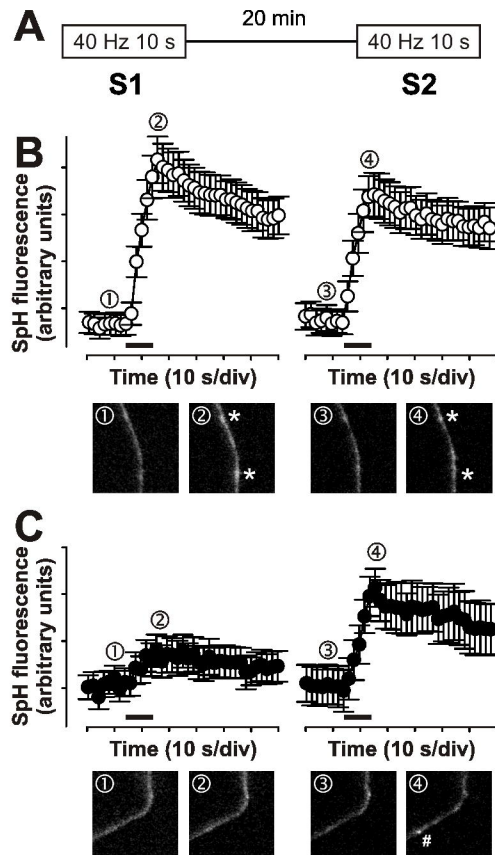 A
20 min
40 Hz 10 s
40 Hz 10 s
S1
S2
B
SpH fluorescence
(arbitrary units)
①
②
③
④
Time (10 s/div)
Time (10 s/div)
①
②
*
*
③
④
*
*
C
SpH fluorescence
(arbitrary units)
①
②
③
④
Time (10 s/div)
Time (10 s/div)
①
②
③
④
#